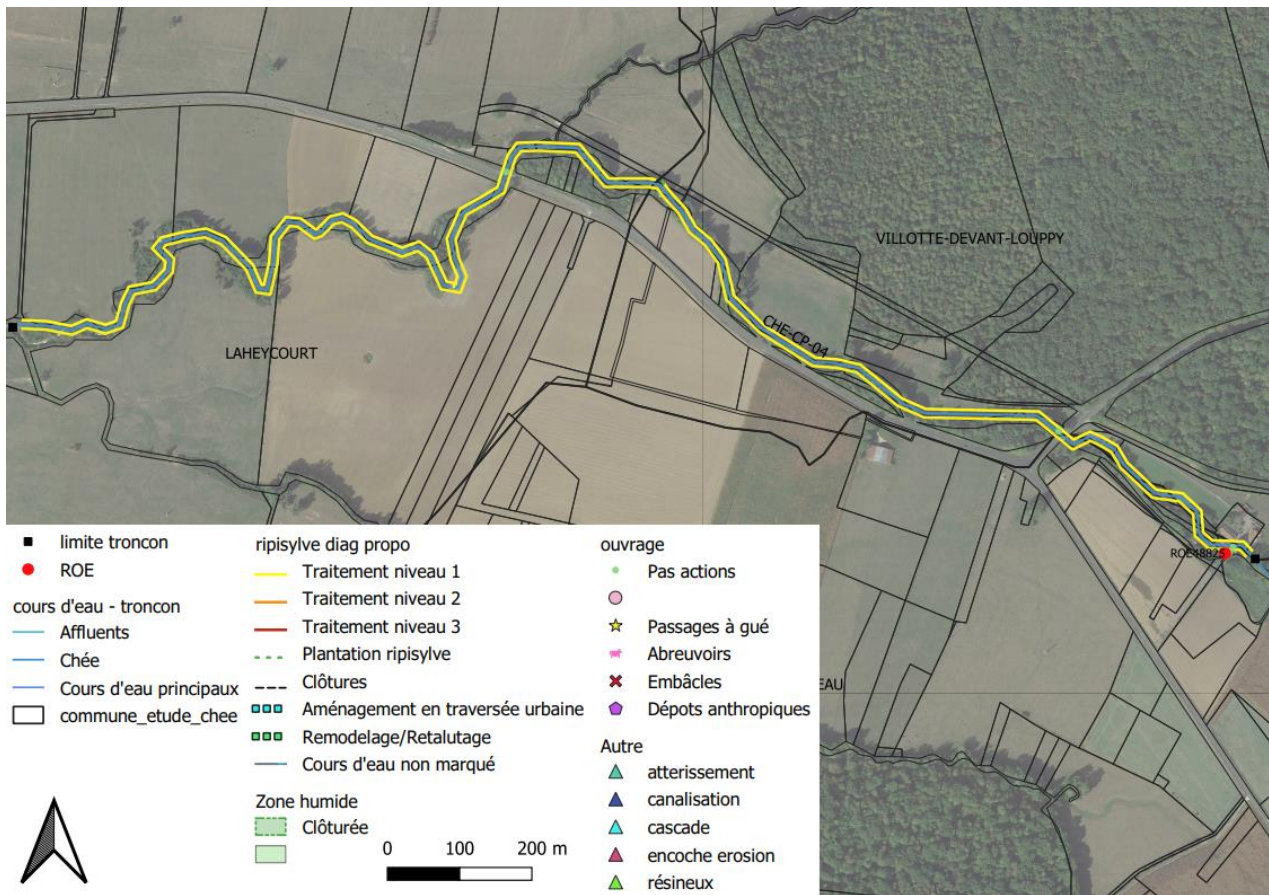 VILLOTTE-DEVANT-LOUPPY
CHE-CP-04
LAHEYCOURT
ROE48825
EAU
limite troncon
ROE
cours d'eau - troncon
Affluents
Chée
Cours d'eau principaux
commune_etude_chee
ripisylve diag propo
Traitement niveau 1
Traitement niveau 2
Traitement niveau 3
Plantation ripisylve
Clôtures
Aménagement en traversée urbaine
Remodelage/Retalutage
Cours d'eau non marqué
Zone humide
Clôturée
0 100 200 m
ouvrage
Pas actions
Passages à gué
Abreuvoirs
Embâcles
Dépots anthropiques
Autre
atterissement
canalisation
cascade
encoche erosion
résineux